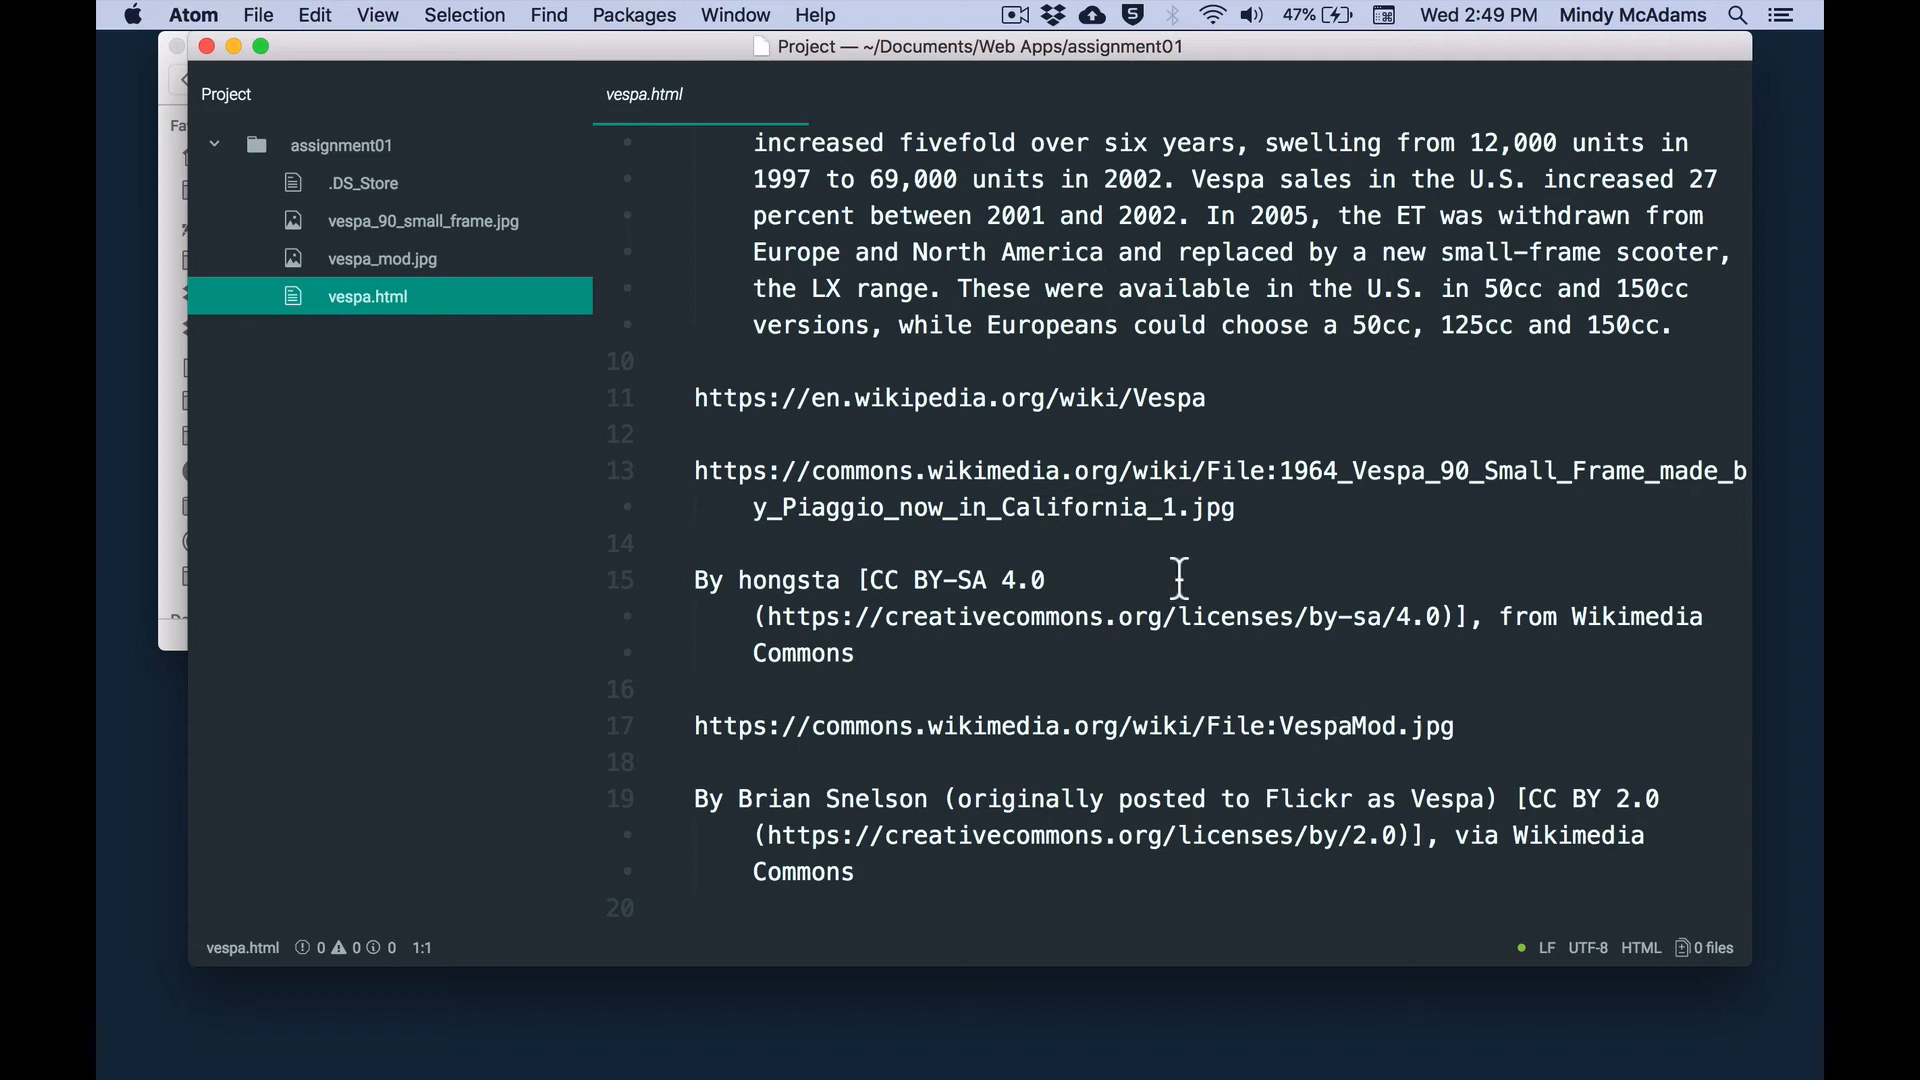 Atom File Edit View Selection Find Packages Window Help 47% Wed 2:49 PM Mindy McAdams
Project — ~/Documents/Web Apps/assignment01
Project
vespa.html
assignment01
.DS_Store
vespa_90_small_frame.jpg
vespa_mod.jpg
vespa.html
increased fivefold over six years, swelling from 12,000 units in
1997 to 69,000 units in 2002. Vespa sales in the U.S. increased 27
percent between 2001 and 2002. In 2005, the ET was withdrawn from
Europe and North America and replaced by a new small-frame scooter,
the LX range. These were available in the U.S. in 50cc and 150cc
versions, while Europeans could choose a 50cc, 125cc and 150cc.
10
11 https://en.wikipedia.org/wiki/Vespa
12
13 https://commons.wikimedia.org/wiki/File:1964_Vespa_90_Small_Frame_made_b
y_Piaggio_now_in_California_1.jpg
14
15 By hongsta [CC BY-SA 4.0
(https://creativecommons.org/licenses/by-sa/4.0)], from Wikimedia
Commons
16
17 https://commons.wikimedia.org/wiki/File:VespaMod.jpg
18
19 By Brian Snelson (originally posted to Flickr as Vespa) [CC BY 2.0
(https://creativecommons.org/licenses/by/2.0)], via Wikimedia
Commons
20
vespa.html 0 0 0 1:1 LF UTF-8 HTML 0 files